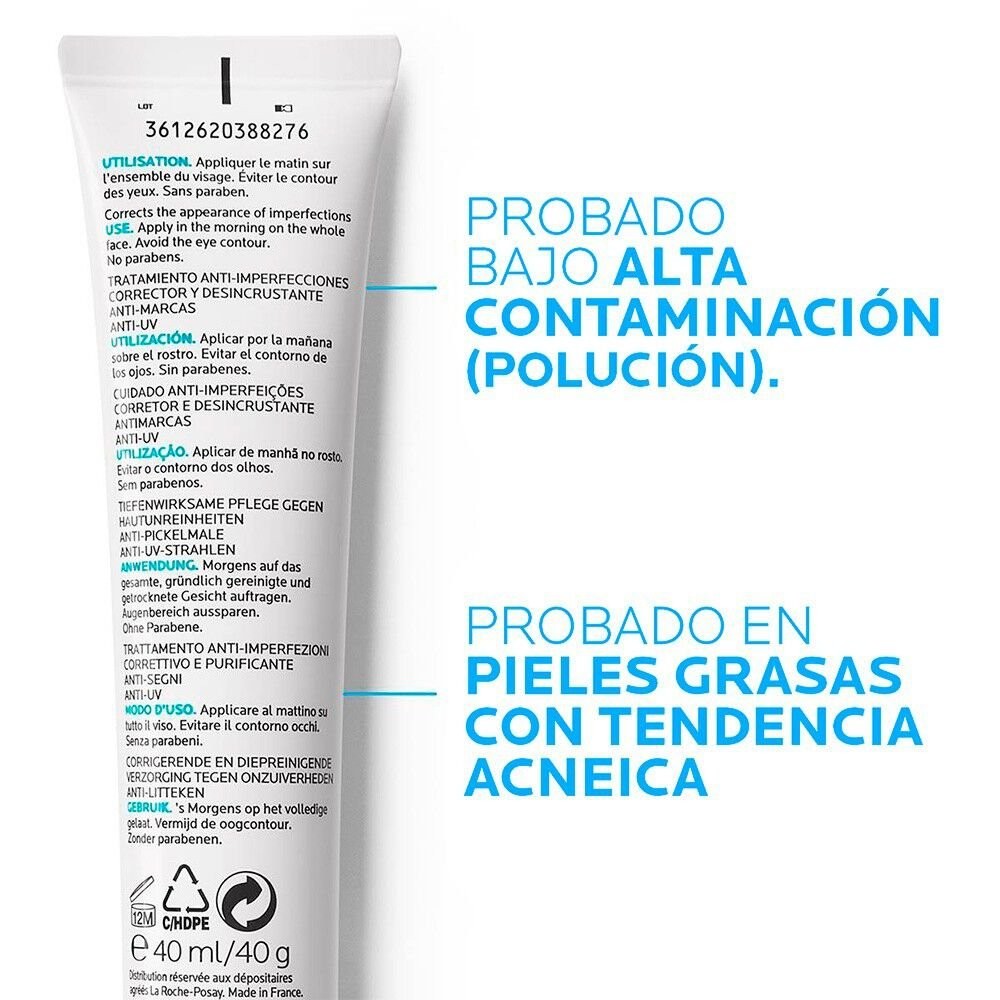 LOT
3612620388276
UTILISATION. Appliquer le matin sur
l'ensemble du visage. Éviter le contour
des yeux. Sans paraben.
Corrects the appearance of imperfections
USE. Apply in the morning on the whole
face. Avoid the eye contour.
No parabens.
TRATAMIENTO ANTI-IMPERFECCIONES
CORRECTOR Y DESINCRUSTANTE
ANTI-MARCAS
ANTI-UV
UTILIZACIÓN. Aplicar por la mañana
sobre el rostro. Evitar el contorno de
los ojos. Sin parabenes.
CUIDADO ANTI-IMPERFEIÇÕES
CORRETOR E DESINCRUSTANTE
ANTIMARCAS
ANTI-UV
UTILIZAÇÃO. Aplicar de manhã no rosto.
Evitar o contorno dos olhos.
Sem parabenos.
TIEFENWIRKSAME PFLEGE GEGEN
HAUTUNREINHEITEN
ANTI-PICKELMALE
ANTI-UV-STRAHLEN
ANWENDUNG. Morgens auf das
gesamte, gründlich gereinigte und
getrocknete Gesicht auftragen.
Augenbereich aussparen.
Ohne Parabene.
TRATTAMENTO ANTI-IMPERFEZIONI
CORRETTIVO E PURIFICANTE
ANTI-SEGNI
ANTI-UV
MODO D'USO. Applicare al mattino su
tutto il viso. Evitare il contorno occhi.
Senza parabeni.
CORRIGERENDE EN DIEPREINIGENDE
VERZORGING TEGEN ONZUIVERHEDEN
ANTI-LITTEKEN
GEBRUIK. 's Morgens op het volledige
gelaat. Vermijd de oogcontour.
Zonder parabenen.
12M
C/HDPE
e 40 ml/40 g
Distribution réservée aux dépositaires
agréés La Roche-Posay. Made in France.
PROBADO
BAJO ALTA
CONTAMINACIÓN
(POLUCIÓN).
PROBADO EN
PIELES GRASAS
CON TENDENCIA
ACNEICA